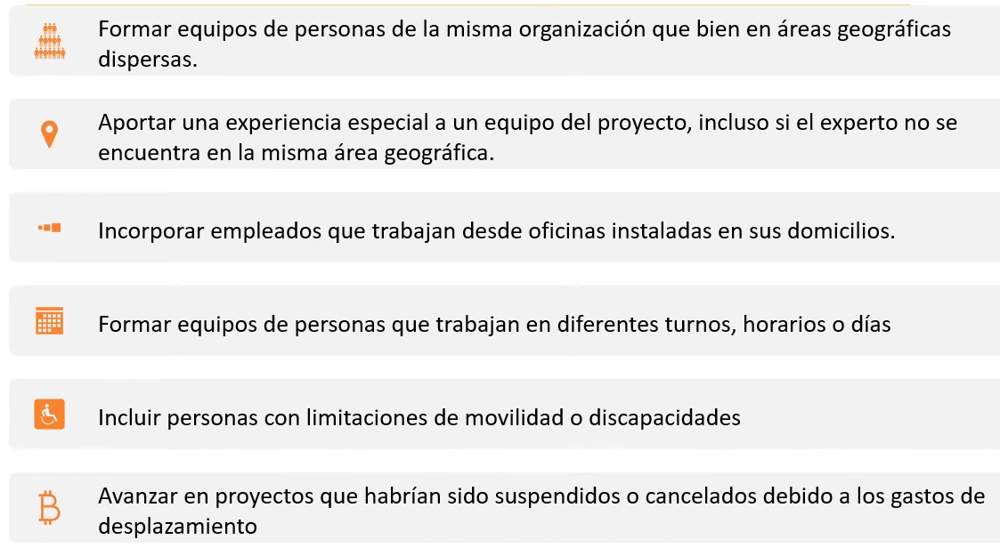 Formar equipos de personas de la misma organización que bien en áreas geográficas
dispersas.
Aportar una experiencia especial a un equipo del proyecto, incluso si el experto no se
encuentra en la misma área geográfica.
Incorporar empleados que trabajan desde oficinas instaladas en sus domicilios.
Formar equipos de personas que trabajan en diferentes turnos, horarios o días
Incluir personas con limitaciones de movilidad o discapacidades
Avanzar en proyectos que habrían sido suspendidos o cancelados debido a los gastos de
desplazamiento